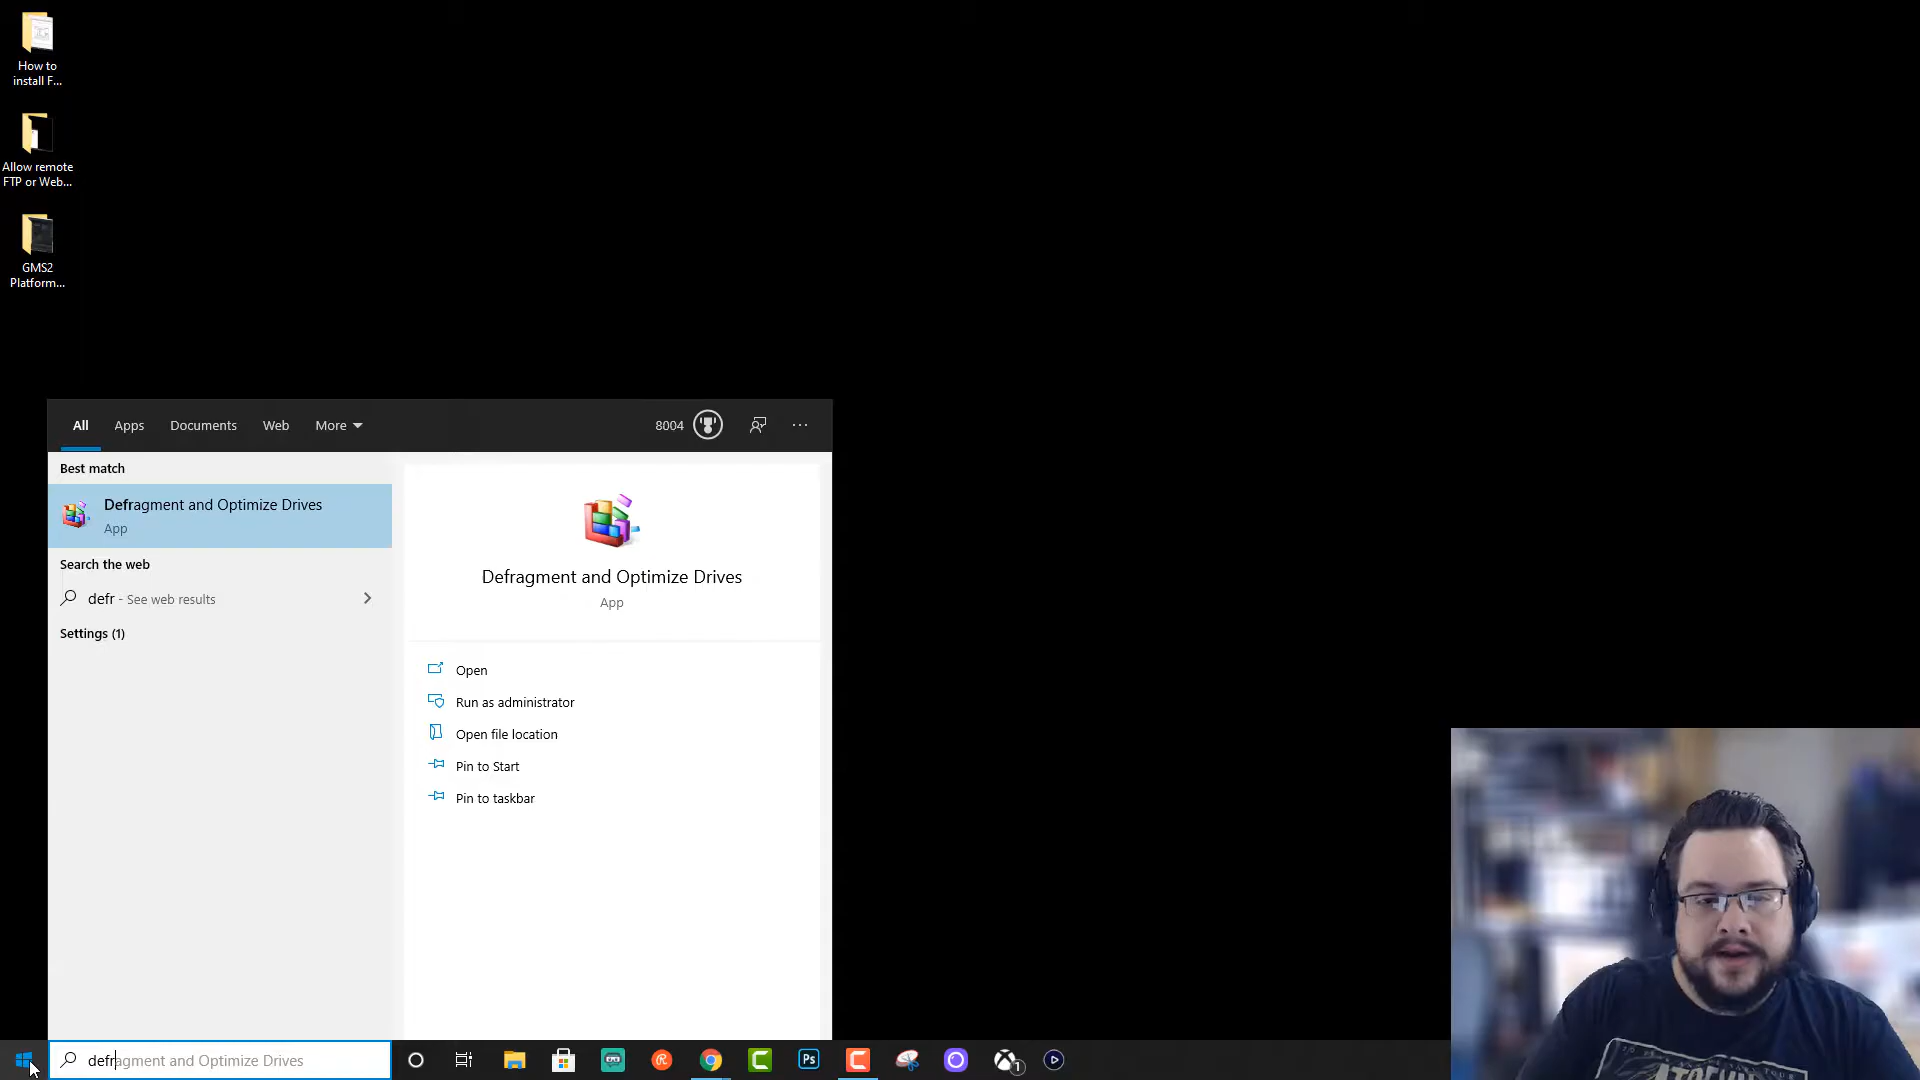 How to
install F...
Allow remote
FTP or Web...
GMS2
Platform...
All
Apps
Documents
Web
More
8004
Best match
Defragment and Optimize Drives
App
Search the web
defr - See web results
Settings (1)
Defragment and Optimize Drives
App
Open
Run as administrator
Open file location
Pin to Start
Pin to taskbar
defragment and Optimize Drives
Ps
1